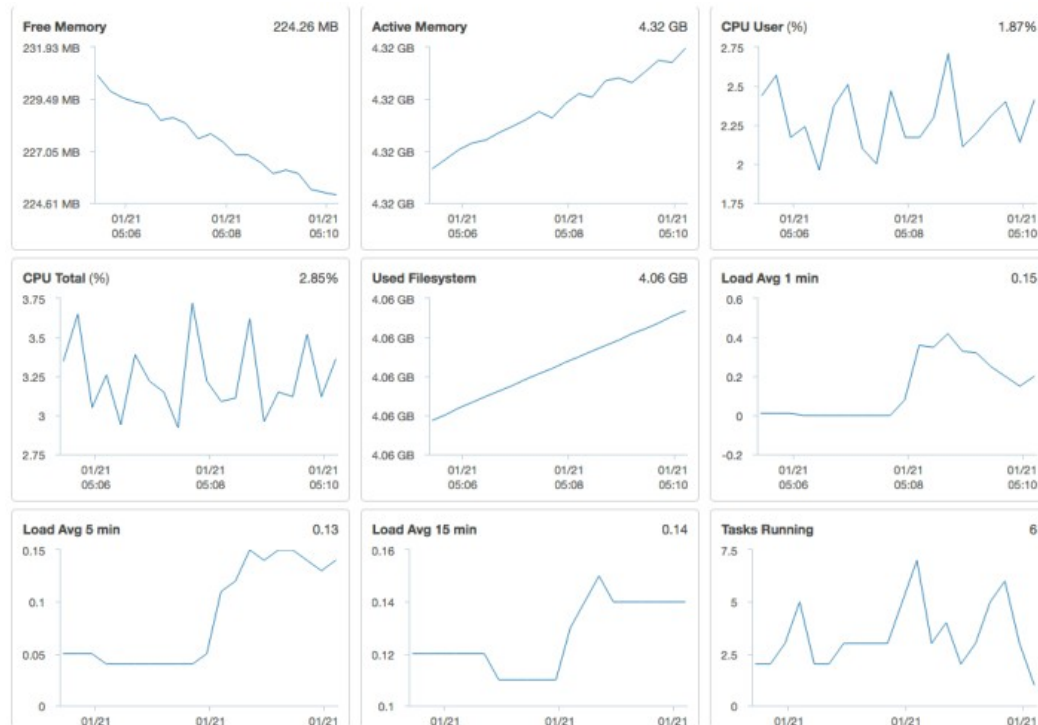 Free Memory 224.26 MB
231.93 MB
229.49 MB
227.05 MB
224.61 MB
01/21 01/21 01/21
05:06 05:08 05:10
Active Memory 4.32 GB
4.32 GB
4.32 GB
4.32 GB
4.32 GB
01/21 01/21 01/21
05:06 05:08 05:10
CPU User (%) 1.87%
2.75
2.5
2.25
2
1.75
01/21 01/21 01/21
05:06 05:08 05:10
CPU Total (%) 2.85%
3.75
3.5
3.25
3
2.75
01/21 01/21 01/21
05:06 05:08 05:10
Used Filesystem 4.06 GB
4.06 GB
4.06 GB
4.06 GB
4.06 GB
4.06 GB
01/21 01/21 01/21
05:06 05:08 05:10
Load Avg 1 min 0.15
0.6
0.4
0.2
0
-0.2
01/21 01/21 01/21
05:06 05:08 05:10
Load Avg 5 min 0.13
0.15
0.1
0.05
0
01/21 01/21 01/21
Load Avg 15 min 0.14
0.16
0.14
0.12
0.1
01/21 01/21 01/21
Tasks Running 6
7.5
5
2.5
0
01/21 01/21 01/21